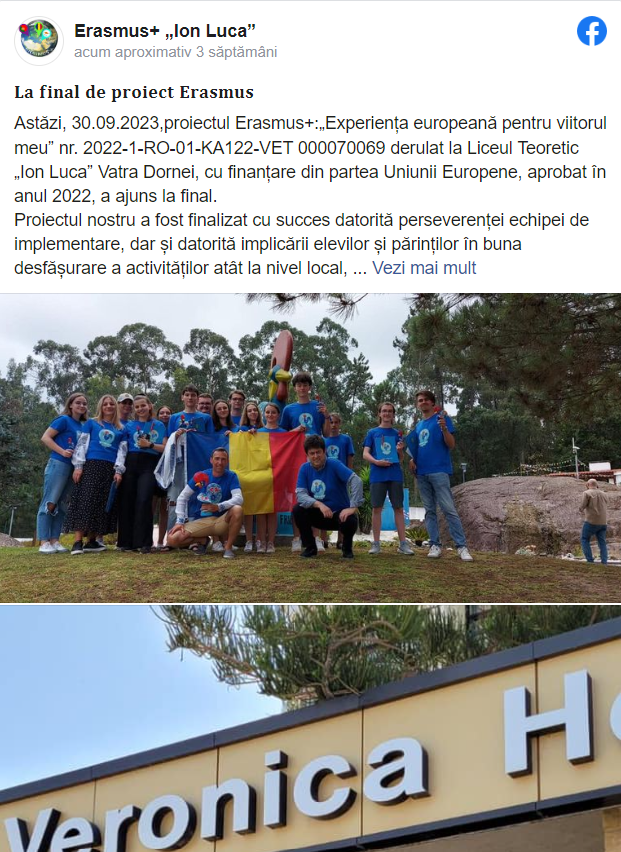 Erasmus+ „Ion Luca”
acum aproximativ 3 săptămâni
La final de proiect Erasmus
Astăzi, 30.09.2023,proiectul Erasmus+:„Experiența europeană pentru viitorul
meu” nr. 2022-1-RO-01-KA122-VET 000070069 derulat la Liceul Teoretic
„Ion Luca” Vatra Dornei, cu finanțare din partea Uniunii Europene, aprobat în
anul 2022, a ajuns la final.
Proiectul nostru a fost finalizat cu succes datorită perseverenței echipei de
implementare, dar și datorită implicării elevilor și părinților în buna
desfășurare a activităților atât la nivel local, ... Vezi mai mult
Veronica